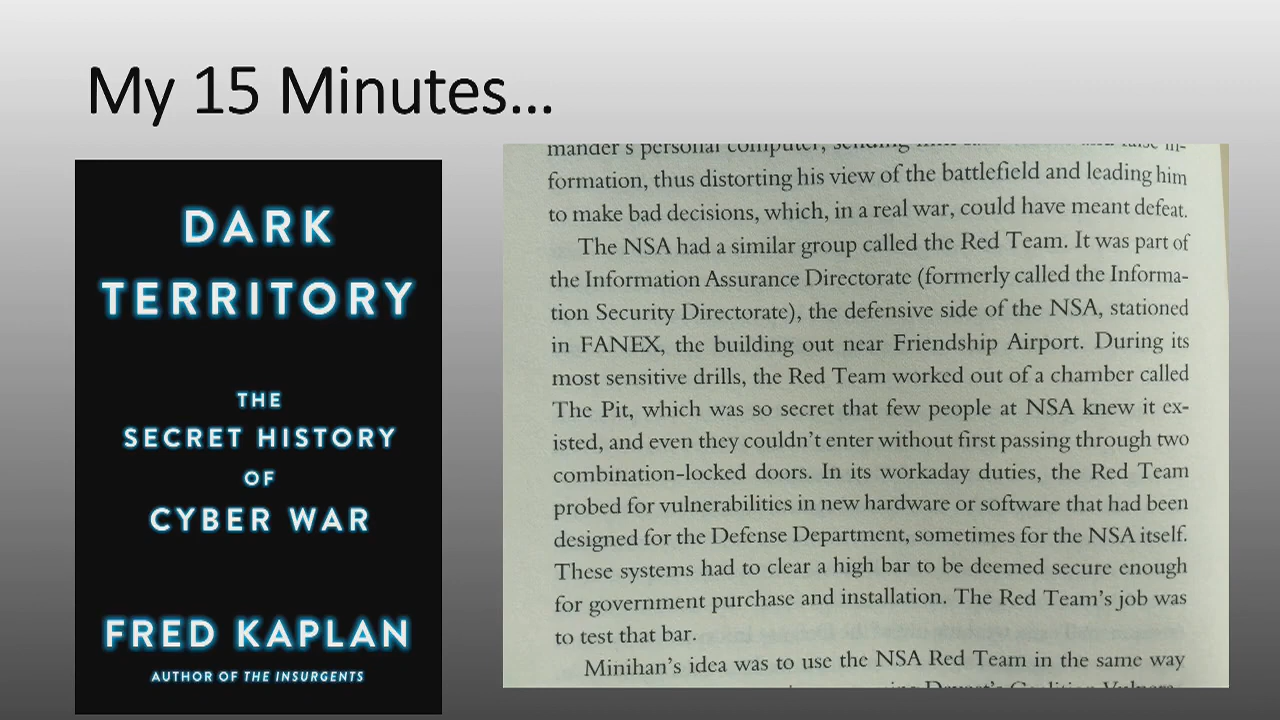 My 15 Minutes...
DARK
TERRITORY
THE
SECRET HISTORY
OF
CYBER WAR
FRED KAPLAN
AUTHOR OF THE INSURGENTS
mander's personal computer, sending
formation, thus distorting his view of the battlefield and leading him
to make bad decisions, which, in a real war, could have meant defeat.
The NSA had a similar group called the Red Team. It was part of
the Information Assurance Directorate (formerly called the Informa-
tion Security Directorate), the defensive side of the NSA, stationed
in FANEX, the building out near Friendship Airport. During its
most sensitive drills, the Red Team worked out of a chamber called
The Pit, which was so secret that few people at NSA knew it ex-
isted, and even they couldn't enter without first passing through two
combination-locked doors. In its workaday duties, the Red Team
probed for vulnerabilities in new hardware or software that had been
designed for the Defense Department, sometimes for the NSA itself.
These systems had to clear a high bar to be deemed secure enough
for government purchase and installation. The Red Team's job was
to test that bar.
Minihan's idea was to use the NSA Red Team in the same way